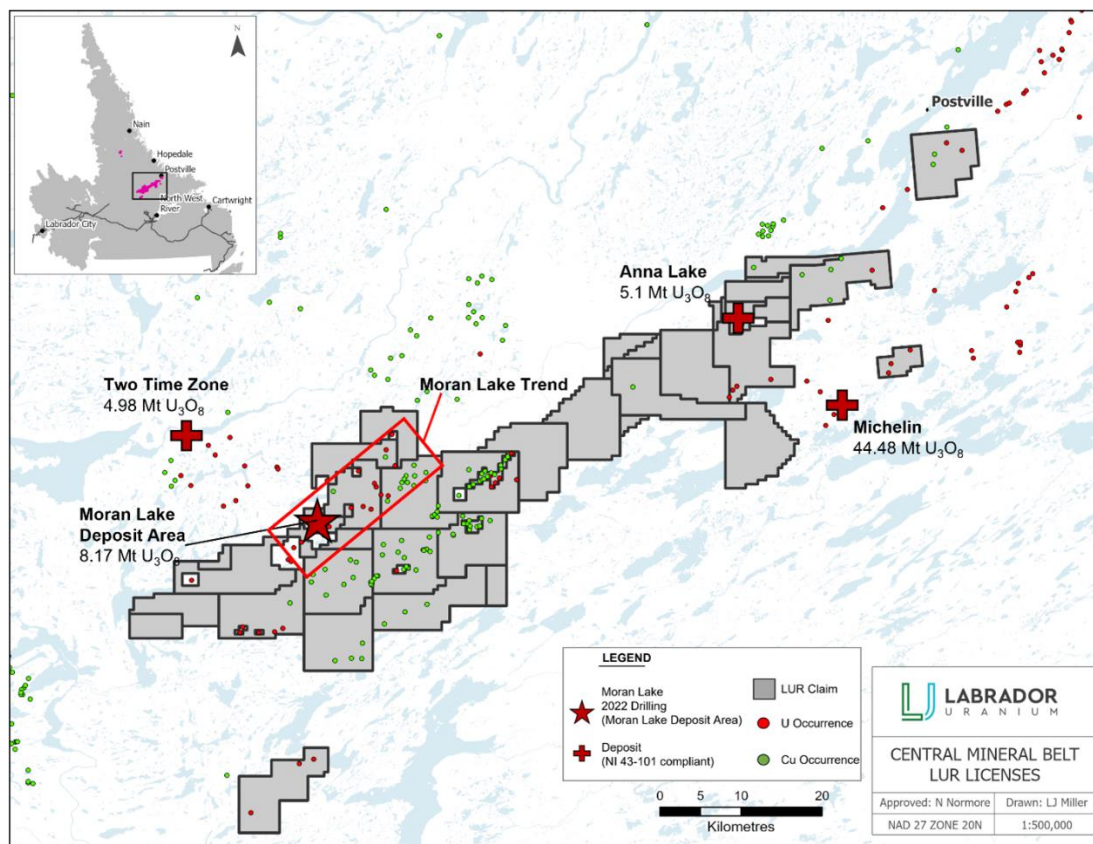 N
Nain
Hopedale
Postville
North West
River
Cartwright
Labrador City
Postville
Anna Lake
5.1 Mt U₃O₈
Two Time Zone
4.98 Mt U₃O₈
Moran Lake Trend
Michelin
44.48 Mt U₃O₈
Moran Lake
Deposit Area
8.17 Mt U₃O₈
LEGEND
Moran Lake
2022 Drilling
(Moran Lake Deposit Area)
Deposit
(NI 43-101 compliant)
LUR Claim
U Occurrence
Cu Occurrence
0 10 20
Kilometres
LABRADOR
URANIUM
CENTRAL MINERAL BELT
LUR LICENSES
Approved: N Normore
Drawn: LJ Miller
NAD 27 ZONE 20N
1:500,000